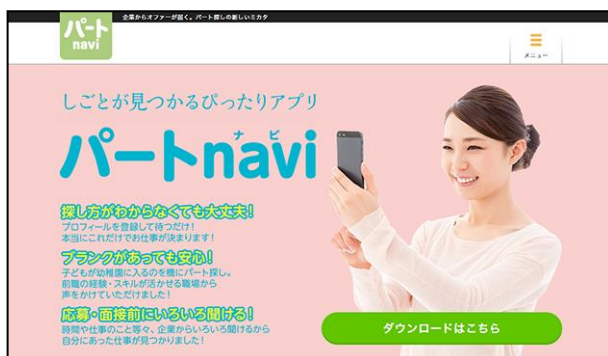 企業からオファーが届く。パート探しの新しいミカタ
パート
navi
メニュー
しごとが見つかるぴったりアプリ
ナビ
パートnavi
探し方がわからなくても大丈夫!
プロフィールを登録して待つだけ!
本当にこれだけでお仕事が決まります!
ブランクがあっても安心!
子どもが幼稚園に入るのを機にパート探し。
前職の経験・スキルが活かせる職場から
声をかけていただけました!
応募・面接前にいろいろ聞ける!
時間や仕事のこと等々、企業からいろいろ聞けるから
自分にあった仕事が見つかりました!
ダウンロードはこちら